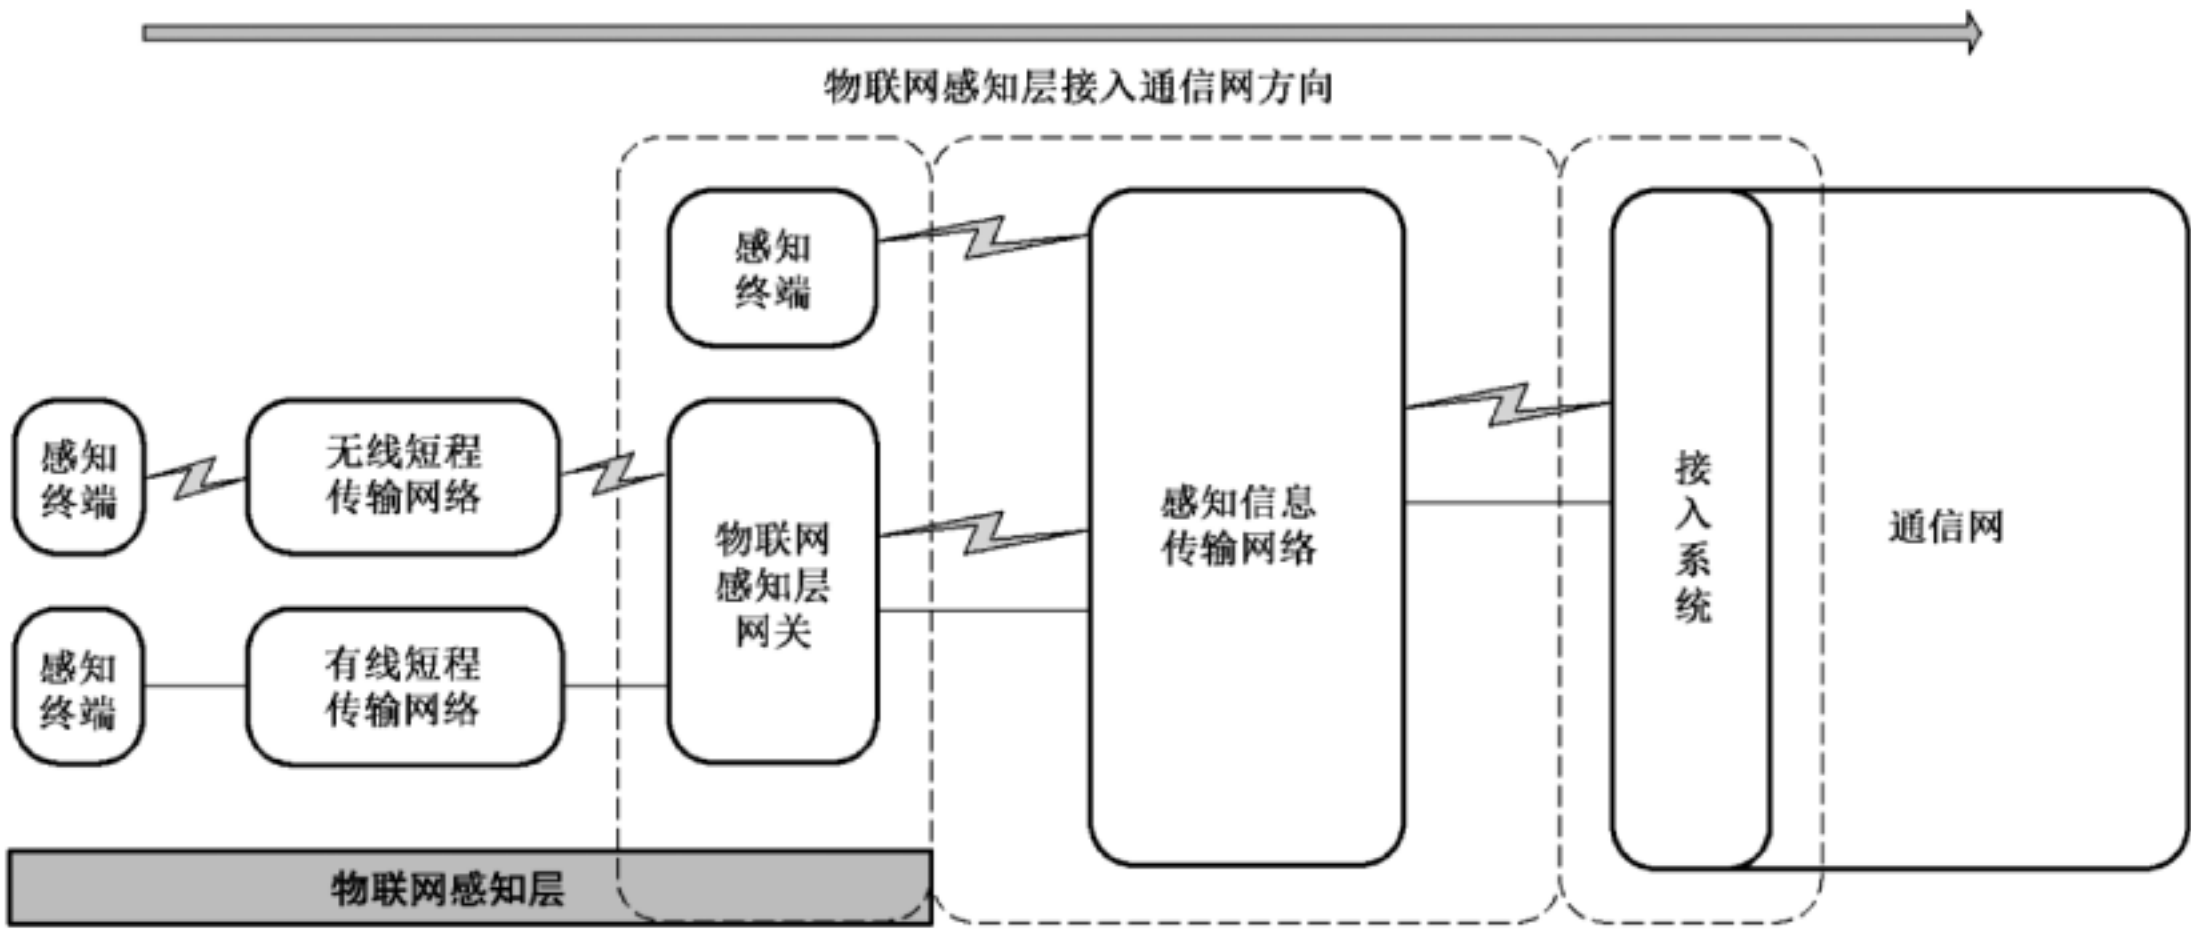 物联网感知层接入通信网方向
感知
终端
感知
终端
无线短程
传输网络
物联网
感知层
网关
感知信息
传输网络
接
入
系
统
通信网
感知
终端
有线短程
传输网络
物联网感知层